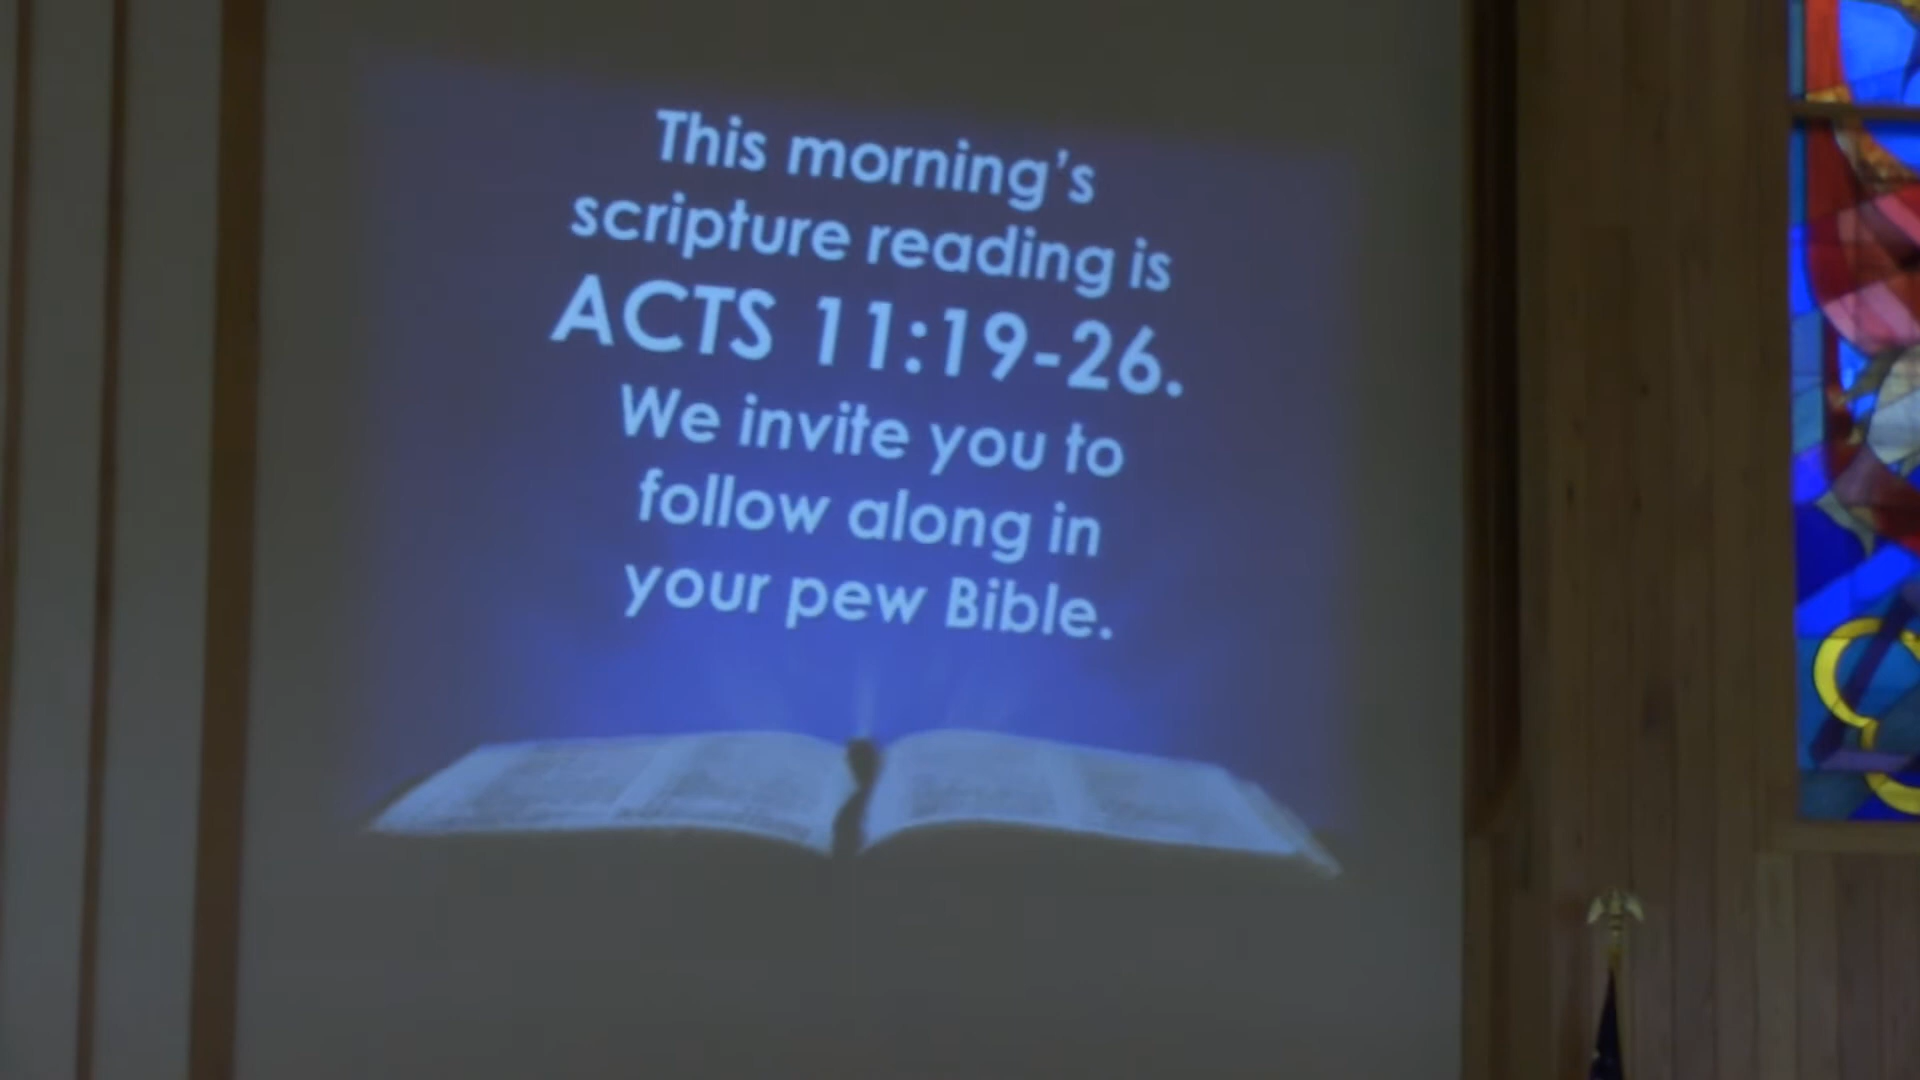 This morning's
scripture reading is
ACTS 11:19-26.
We invite you to
follow along in
your pew Bible.